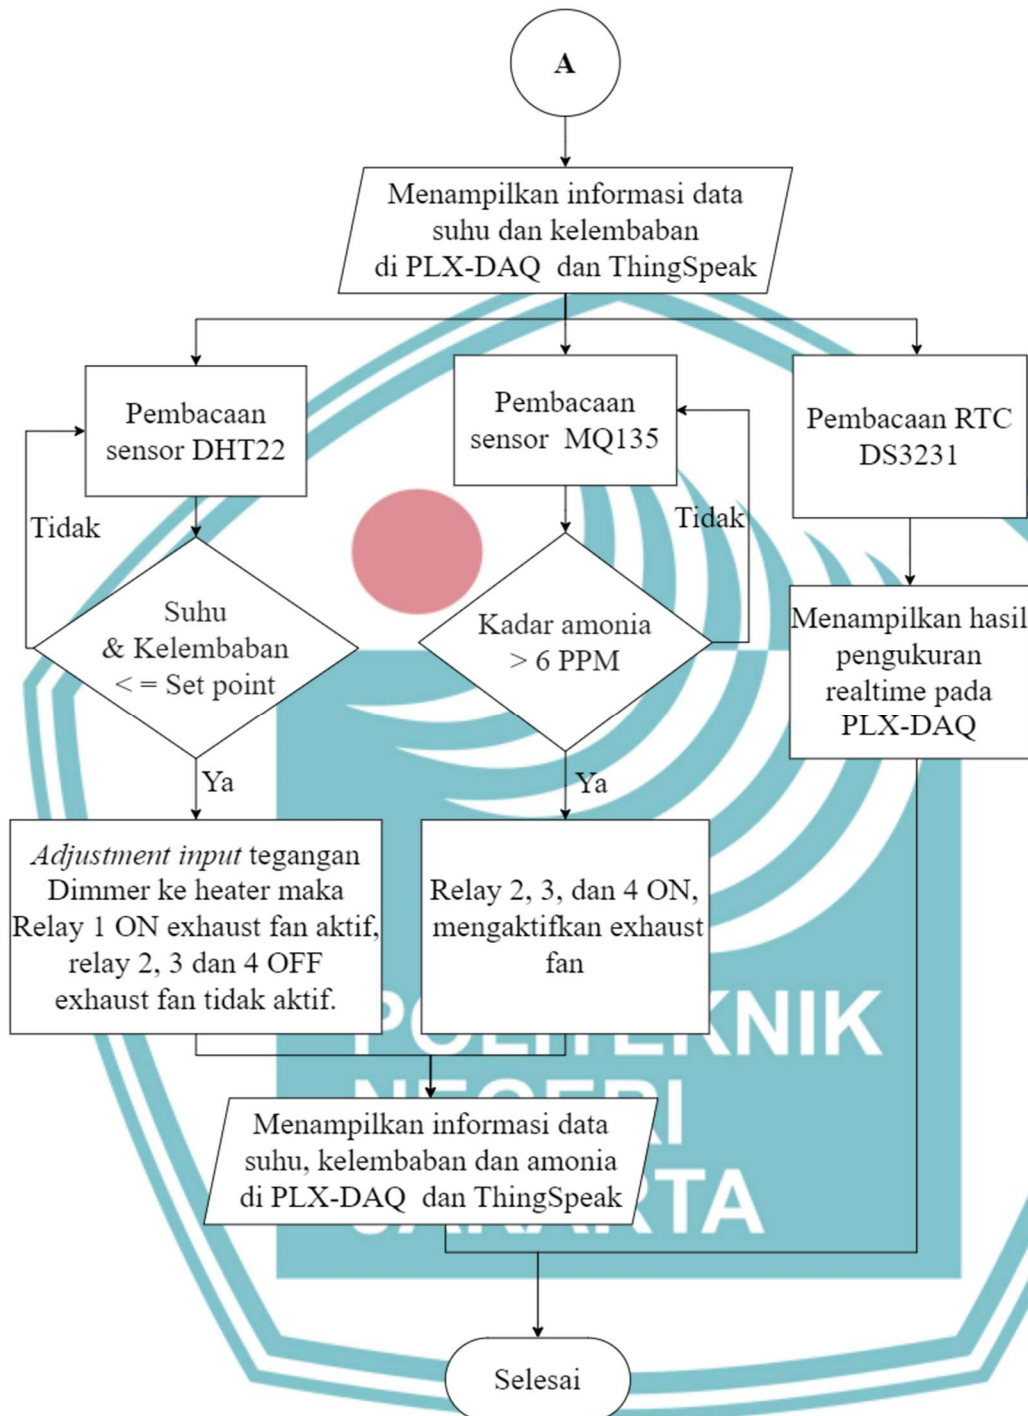 A
Menampilkan informasi data
suhu dan kelembaban
di PLX-DAQ dan ThingSpeak
Pembacaan
sensor DHT22
Pembacaan
sensor MQ135
Pembacaan RTC
DS3231
Tidak
Tidak
Suhu
& Kelembaban
< = Set point
Kadar amonia
> 6 PPM
Menampilkan hasil
pengukuran
realtime pada
PLX-DAQ
Ya
Ya
Adjustment input tegangan
Dimmer ke heater maka
Relay 1 ON exhaust fan aktif,
relay 2, 3 dan 4 OFF
exhaust fan tidak aktif.
Relay 2, 3, dan 4 ON,
mengaktifkan exhaust
fan
POLITEKNIK
NEGERI
JAKARTA
Menampilkan informasi data
suhu, kelembaban dan amonia
di PLX-DAQ dan ThingSpeak
Selesai